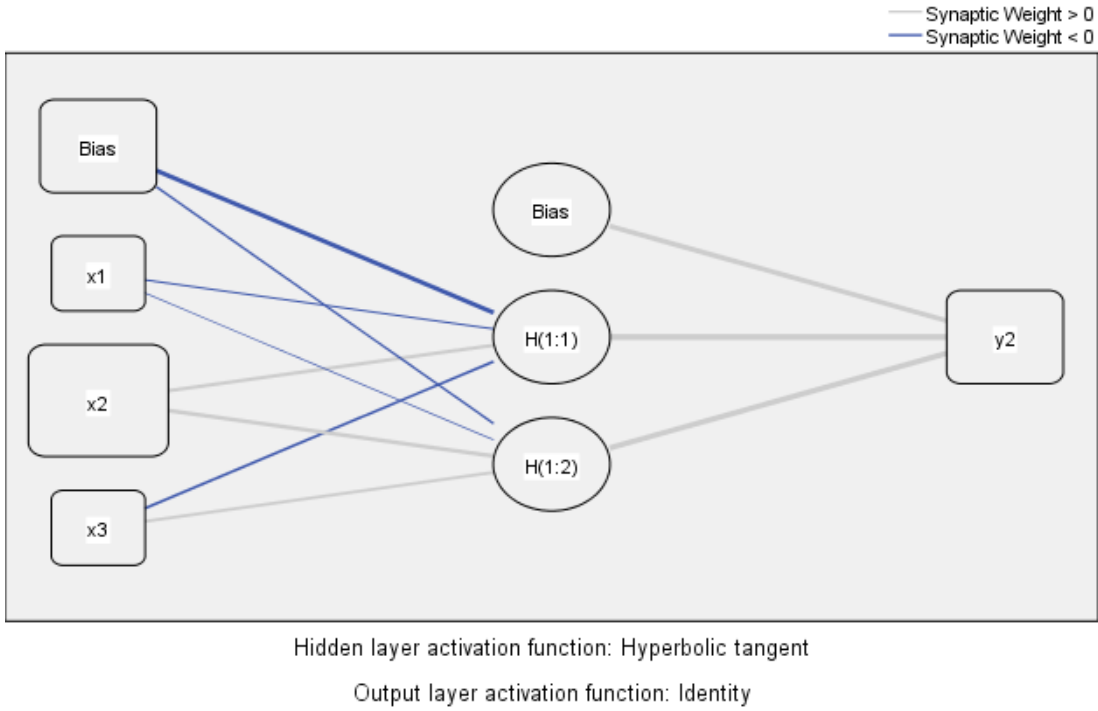 Synaptic Weight > 0
Synaptic Weight < 0
Bias
Bias
x1
H(1:1)
y2
x2
H(1:2)
x3
Hidden layer activation function: Hyperbolic tangent
Output layer activation function: Identity